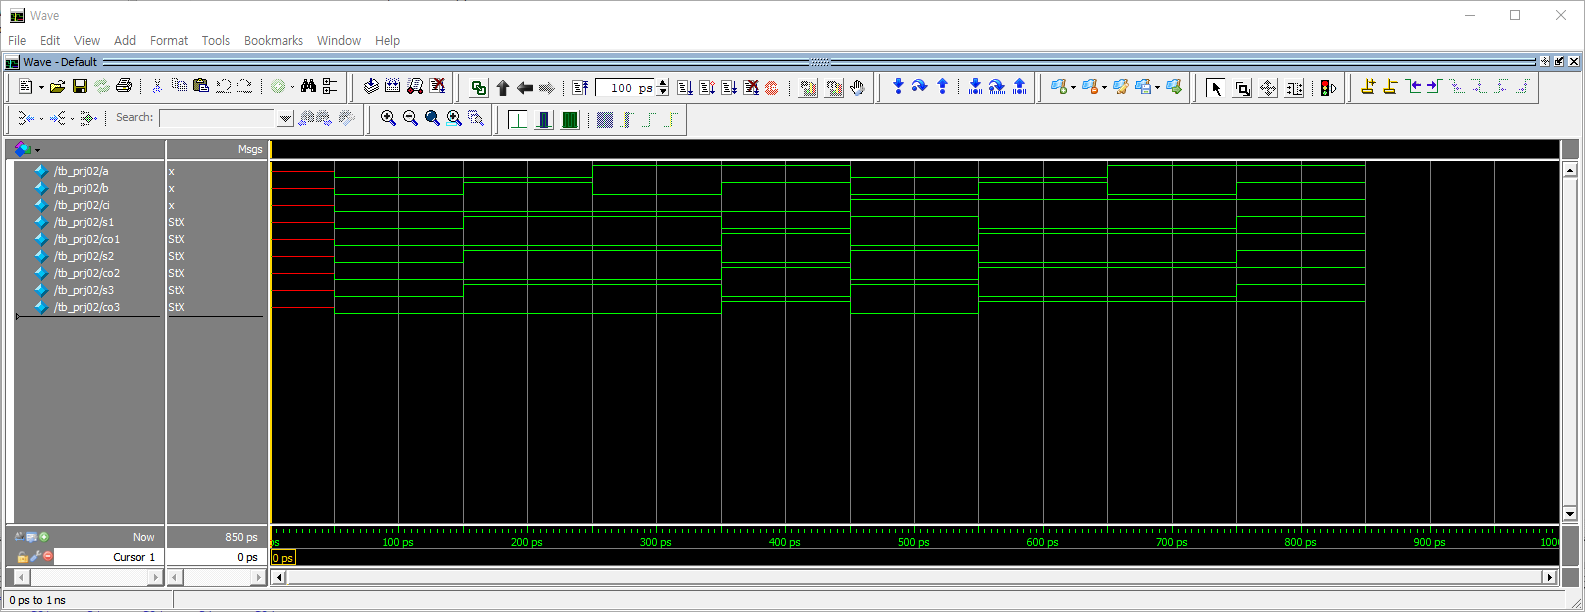 Wave
File Edit View Add Format Tools Bookmarks Window Help
Wave - Default
100 ps
Search:
Msgs
/tb_prj02/a x
/tb_prj02/b x
/tb_prj02/ci x
/tb_prj02/s1 StX
/tb_prj02/co1 StX
/tb_prj02/s2 StX
/tb_prj02/co2 StX
/tb_prj02/s3 StX
/tb_prj02/co3 StX
Now 850 ps
ps 100 ps 200 ps 300 ps 400 ps 500 ps 600 ps 700 ps 800 ps 900 ps 100
Cursor 1 0 ps
0 ps
0 ps to 1 ns